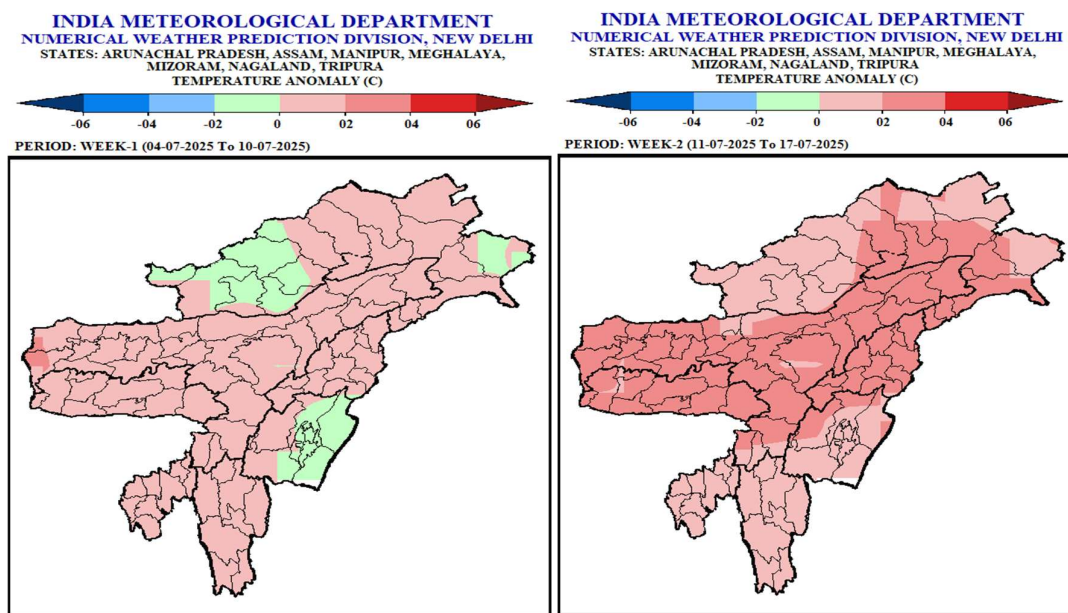 INDIA METEOROLOGICAL DEPARTMENT
NUMERICAL WEATHER PREDICTION DIVISION, NEW DELHI
STATES: ARUNACHAL PRADESH, ASSAM, MANIPUR, MEGHALAYA,
MIZORAM, NAGALAND, TRIPURA
TEMPERATURE ANOMALY (C)
-06 -04 -02 0 02 04 06
PERIOD: WEEK-1 (04-07-2025 To 10-07-2025)
INDIA METEOROLOGICAL DEPARTMENT
NUMERICAL WEATHER PREDICTION DIVISION, NEW DELHI
STATES: ARUNACHAL PRADESH, ASSAM, MANIPUR, MEGHALAYA,
MIZORAM, NAGALAND, TRIPURA
TEMPERATURE ANOMALY (C)
-06 -04 -02 0 02 04 06
PERIOD: WEEK-2 (11-07-2025 To 17-07-2025)